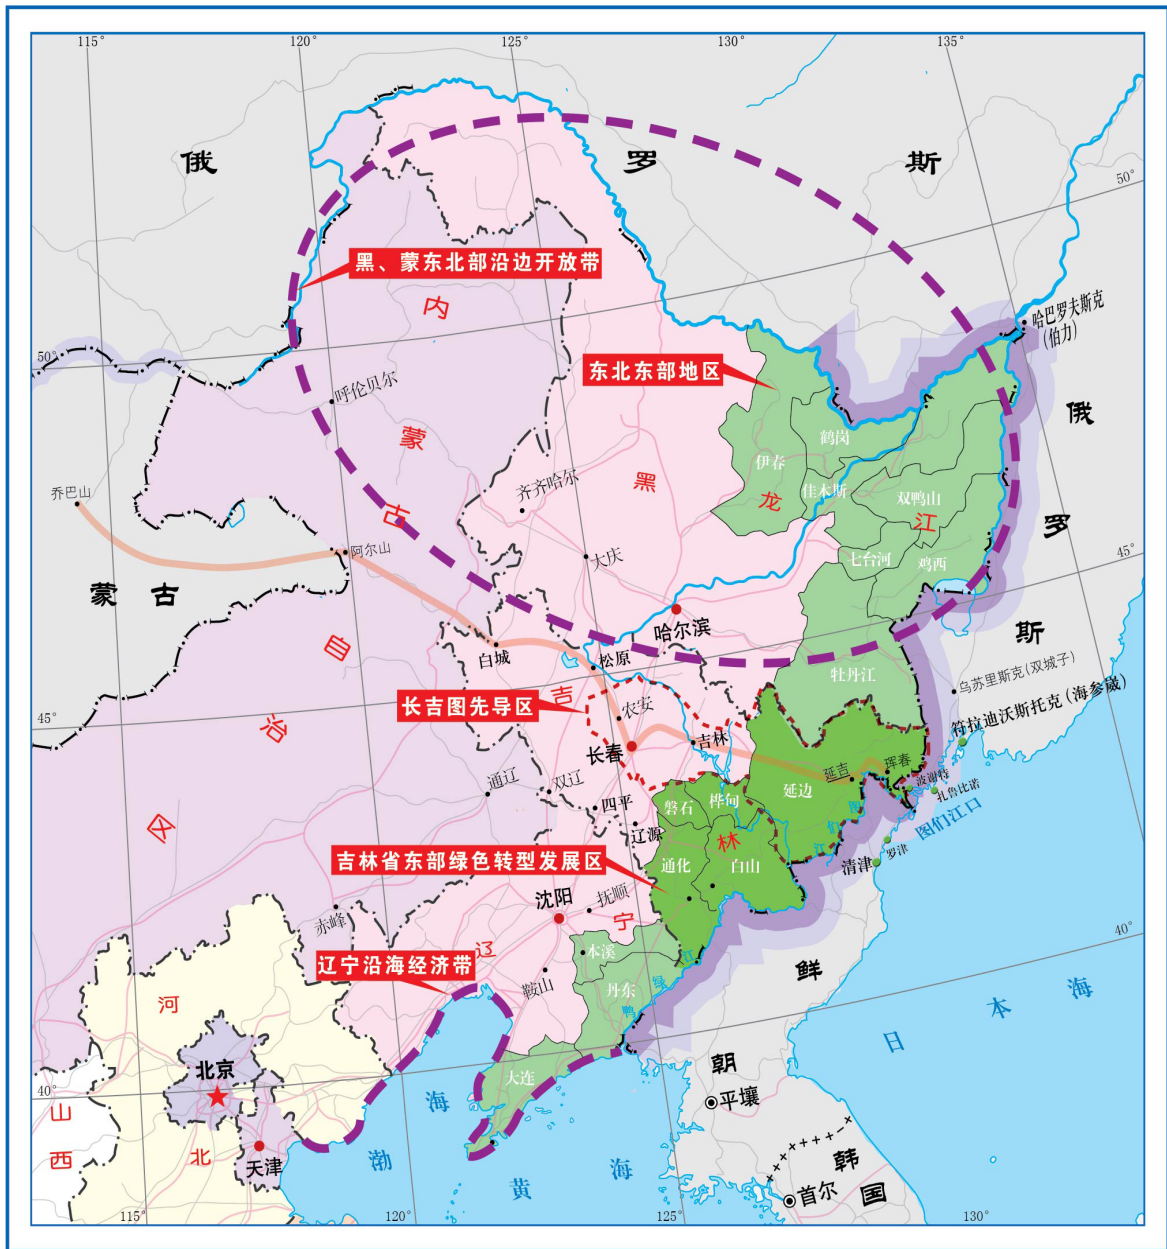 115°
120°
125°
130°
135°
俄
罗
斯
50°
黑、蒙东北部沿边开放带
内
哈巴罗夫斯克
(伯力)
50°
东北东部地区
呼伦贝尔
俄
蒙
鹤岗
伊春
黑
龙
佳木斯
双鸭山
江
乔巴山
齐齐哈尔
古
罗
阿尔山
大庆
七台河
鸡西
45°
蒙 古
哈尔滨
斯
自
白城
松原
牡丹江
乌苏里斯克(双城子)
治
吉
长吉图先导区
农安
符拉迪沃斯托克(海参崴)
45°
长春
吉林
延吉
珲春
波谢特
扎鲁比诺
通辽
双辽
四平
磐石
桦甸
延边
图
们
江
图们江口
区
辽源
林
罗津
清津
吉林省东部绿色转型发展区
通化
白山
沈阳
抚顺
宁
赤峰
辽
40°
辽宁沿海经济带
本溪
江
鲜
鞍山
丹东
绿
鸭
河
日
本
海
北京
大连
朝
40°
海
平壤
山
西
北
天津
渤
黄
海
韩
国
首尔
115°
120°
125°
130°